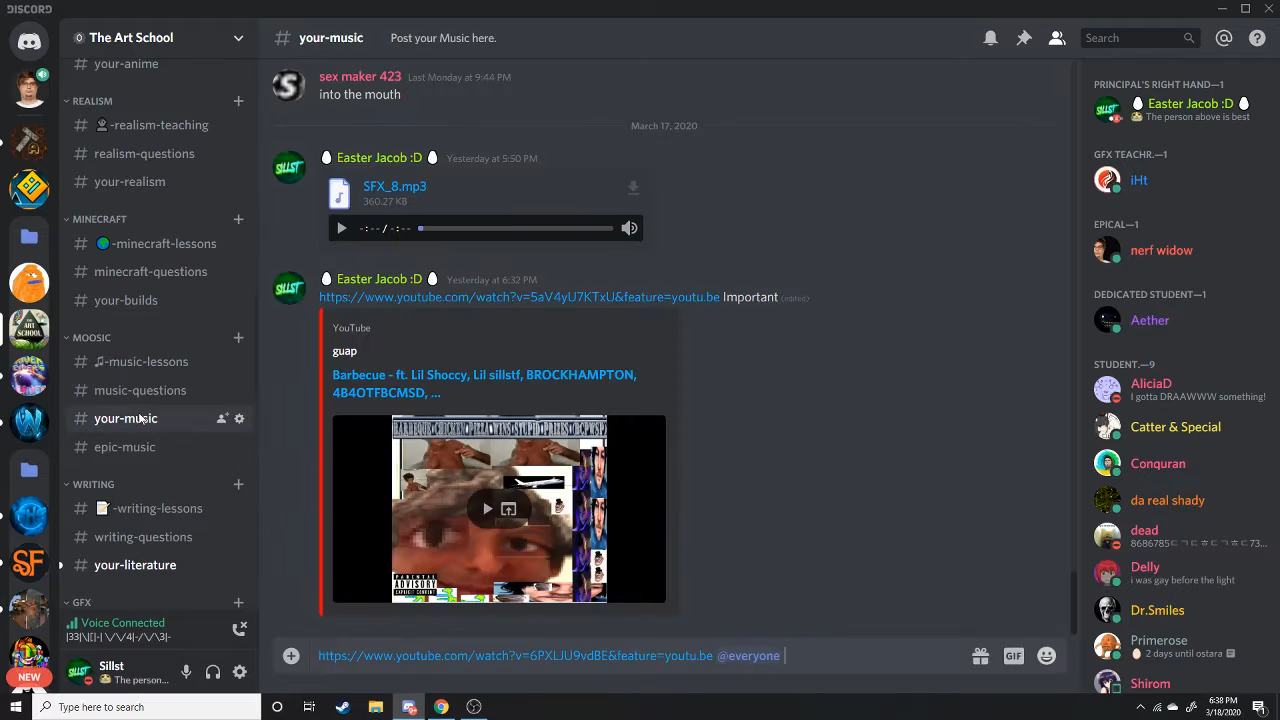 DISCORD
The Art School
# your-music
Post your Music here.
Search
# your-anime
REALISM
# -realism-teaching
# realism-questions
# your-realism
MINECRAFT
# -minecraft-lessons
# minecraft-questions
# your-builds
MOOSIC
# -music-lessons
# music-questions
# your-music
# epic-music
WRITING
# -writing-lessons
# writing-questions
# your-literature
GFX
Voice Connected
Sillst
The person...
NEW
sex maker 423 Last Monday at 9:44 PM
into the mouth
March 17, 2020
SILLST
Easter Jacob :D Yesterday at 5:50 PM
SFX_8.mp3
360.27 KB
-:--/-:--
SILLST
Easter Jacob :D Yesterday at 6:32 PM
https://www.youtube.com/watch?v=5aV4yU7KTxU&feature=youtu.be Important (edited)
YouTube
guap
Barbecue - ft. Lil Shoccy, Lil sillstf, BROCKHAMPTON,
4B4OTFBCMSD, ...
PARENTAL
ADVISORY
EXPLICIT CONTENT
https://www.youtube.com/watch?v=6PXLJU9vdBE&feature=youtu.be @everyone
GIF
PRINCIPAL'S RIGHT HAND—1
Easter Jacob :D
The person above is best
GFX TEACHR.—1
iHt
EPICAL—1
nerf widow
DEDICATED STUDENT—1
Aether
STUDENT.—9
AliciaD
I gotta DRAAWWW something!
Catter & Special
Conquran
da real shady
dead
Delly
i was gay before the light
Dr.Smiles
Primerose
2 days until ostara
Shirom
Type here to search
6:38 PM
3/18/2020